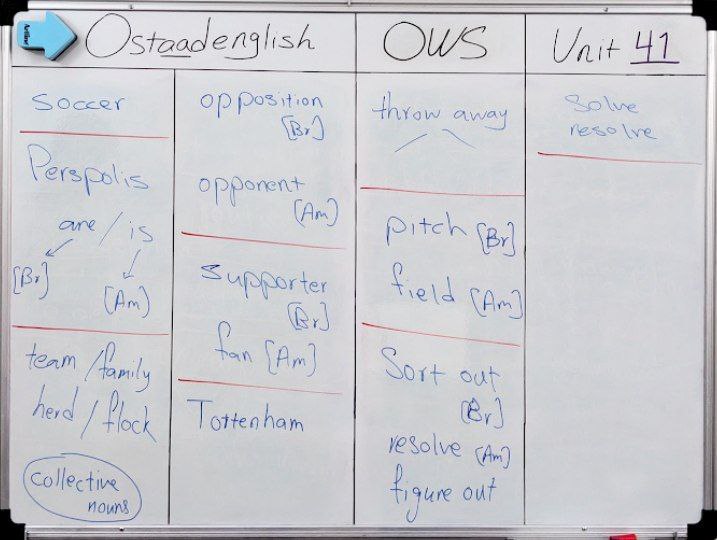 Artline
Ostaadenglish
OWS
Unit 41
soccer
Perspolis
are / is
[Br]
[Am]
team / family
herd / flock
collective
nouns
opposition
[Br]
opponent
[Am]
supporter
[Br]
fan [Am]
Tottenham
throw away
pitch [Br]
field [Am]
Sort out
[Br]
resolve [Am]
figure out
Solve
resolve